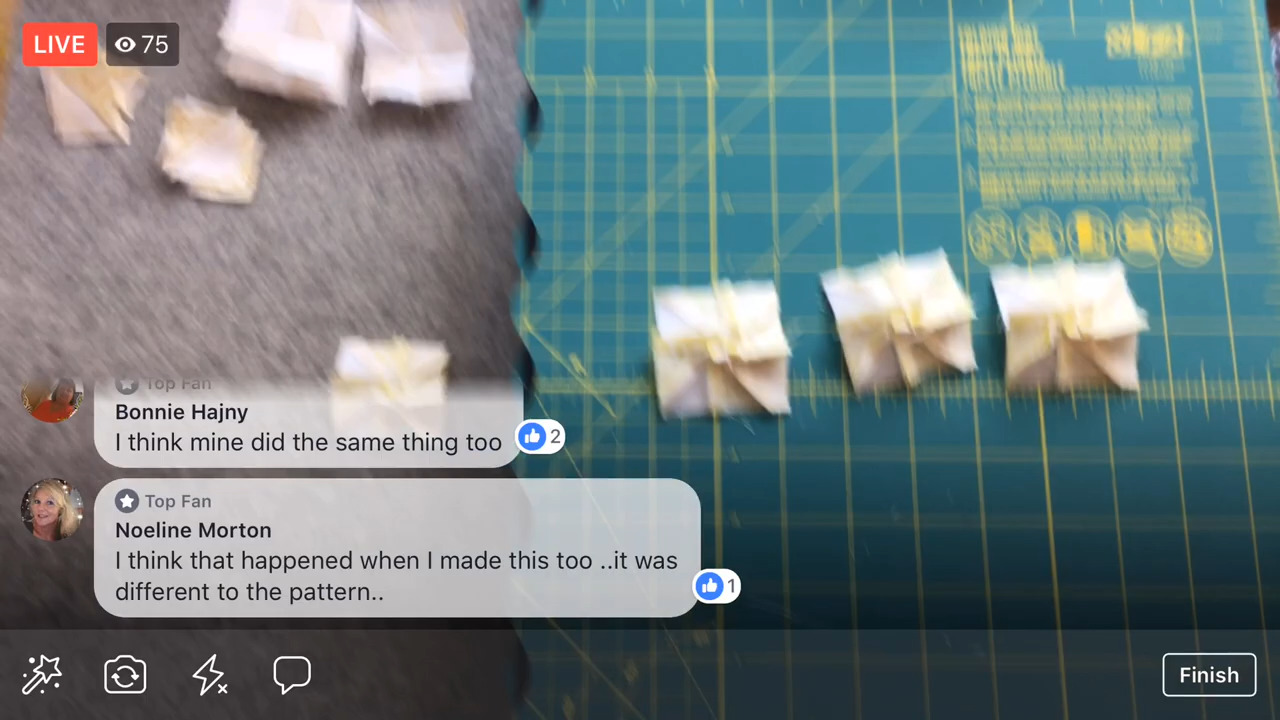 LIVE 75
Top Fan
Bonnie Hajny
I think mine did the same thing too
2
Top Fan
Noeline Morton
I think that happened when I made this too ..it was
different to the pattern..
1
Finish